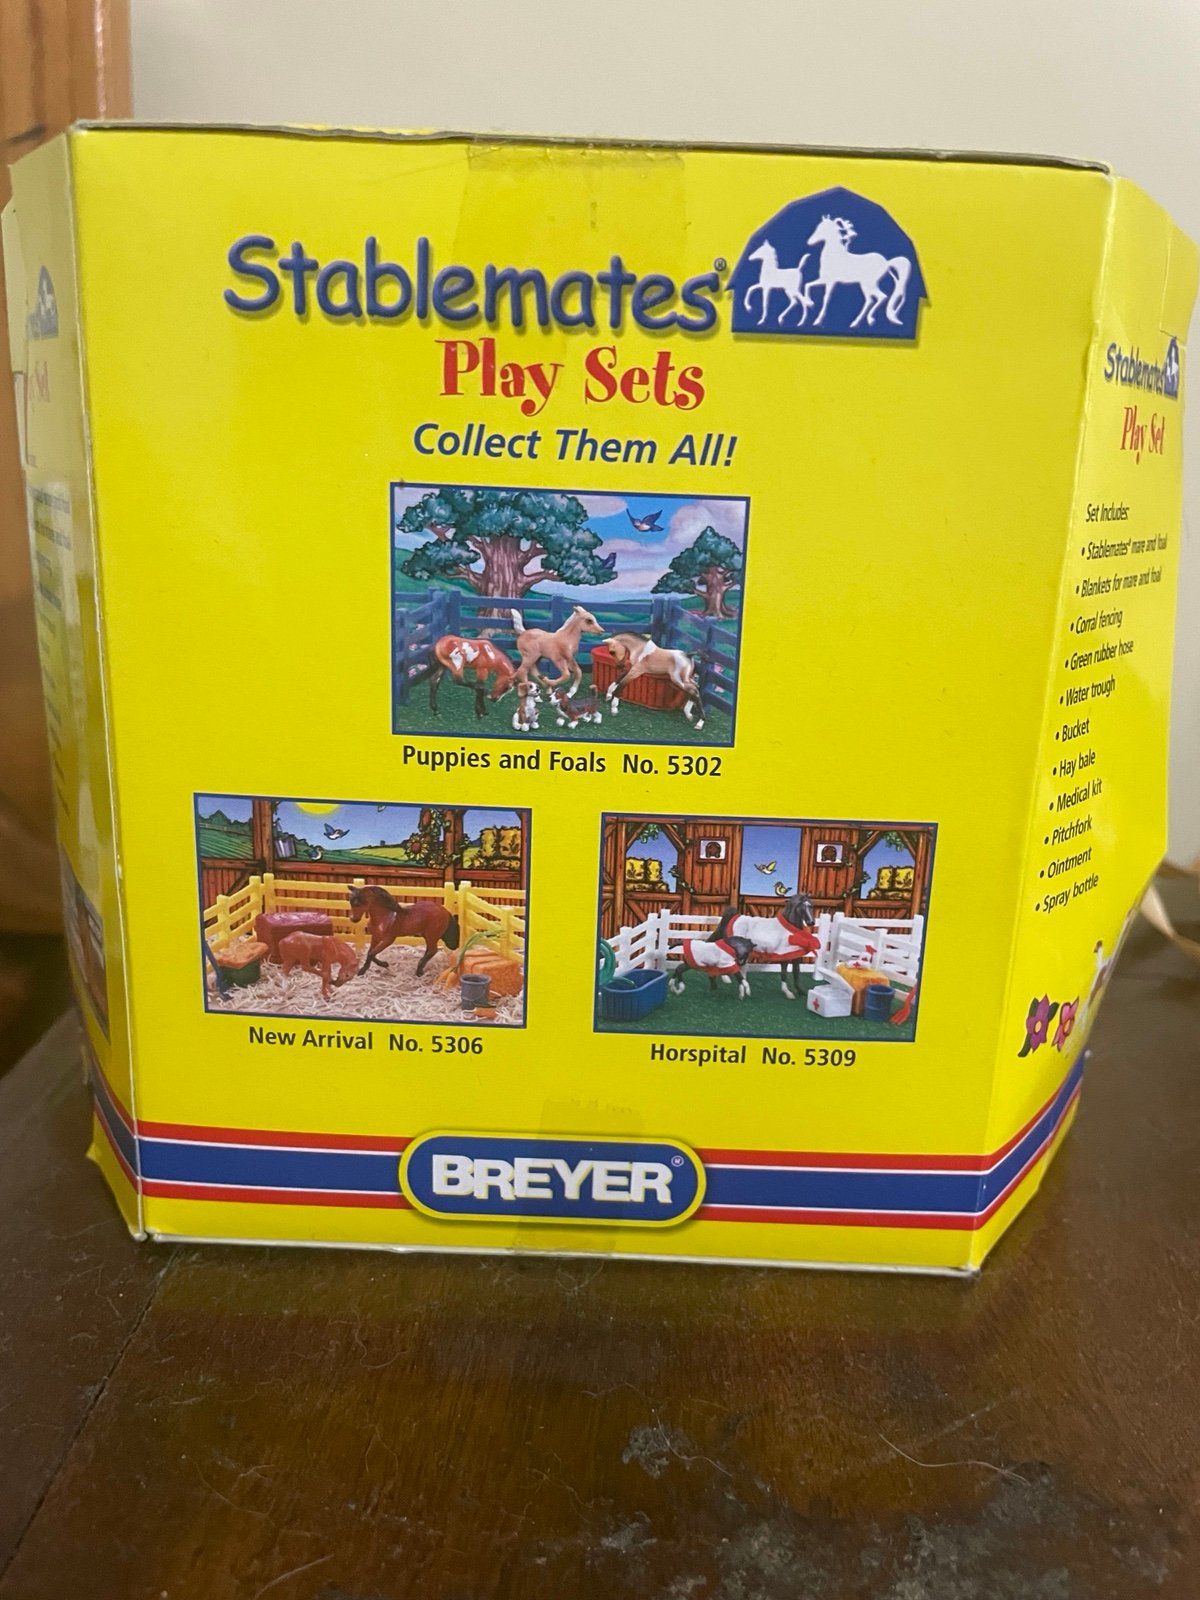 Stablemates®
Play Sets
Collect Them All!
Puppies and Foals No. 5302
New Arrival No. 5306
Horspital No. 5309
BREYER®
Stablemates
Play Set
Set Includes:
• Stablemates® mare and foal
• Blankets for mare and foal
• Corral fencing
• Green rubber hose
• Water trough
• Bucket
• Hay bale
• Medical kit
• Pitchfork
• Ointment
• Spray bottle